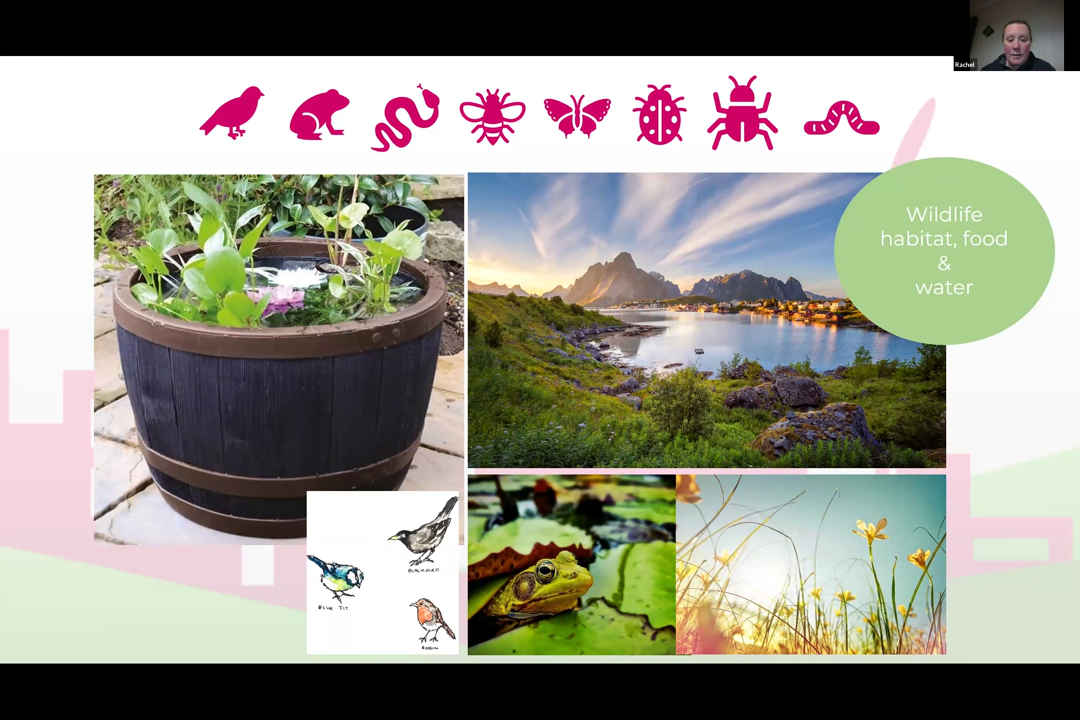 Rachel
Wildlife
habitat, food
&
water
BLACKBIRD
BLUE TIT
ROBIN